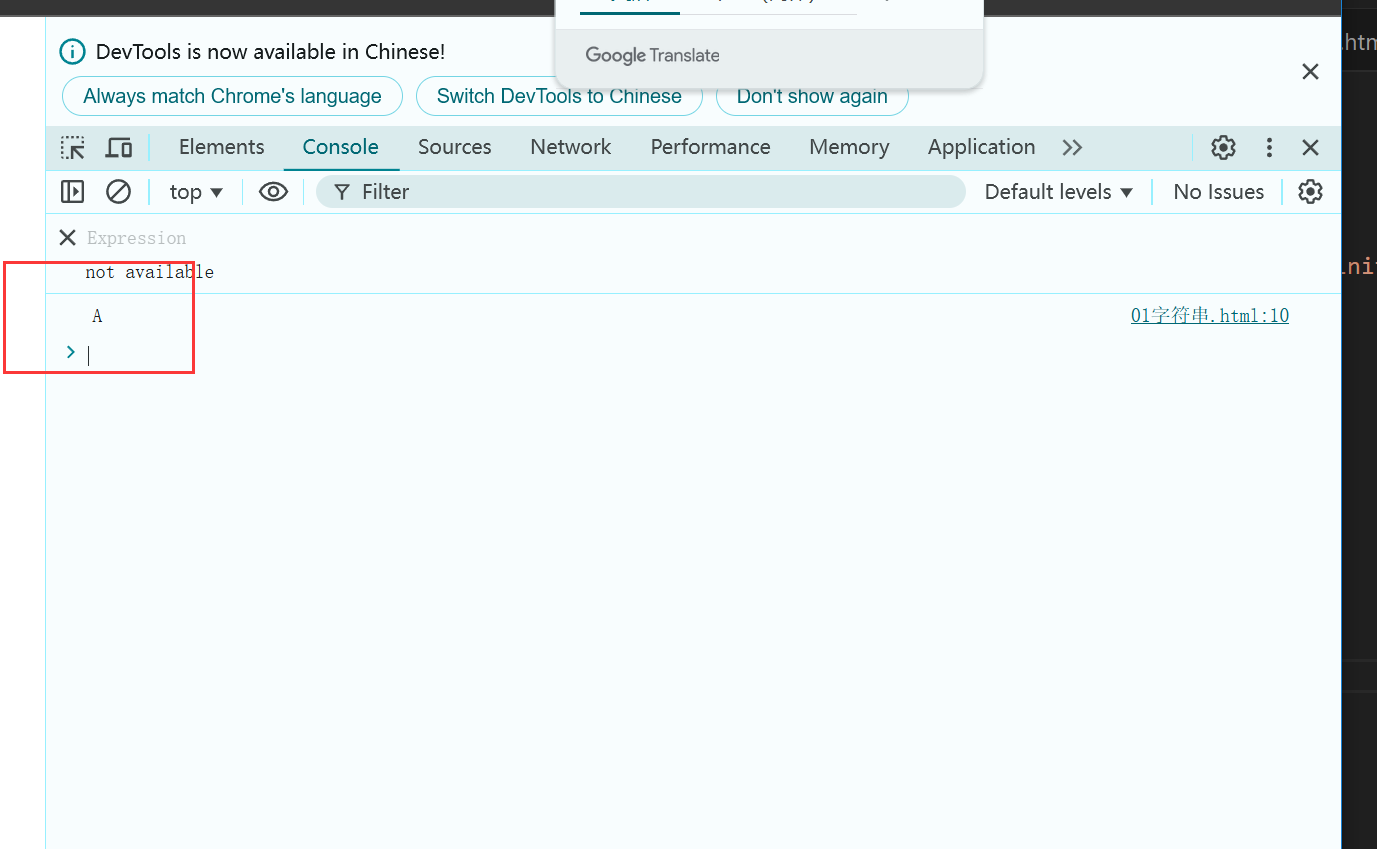 Google Translate
DevTools is now available in Chinese!
Always match Chrome's language
Switch DevTools to Chinese
Don't show again
Elements
Console
Sources
Network
Performance
Memory
Application
top
Filter
Default levels
No Issues
Expression
not available
A
01字符串.html:10